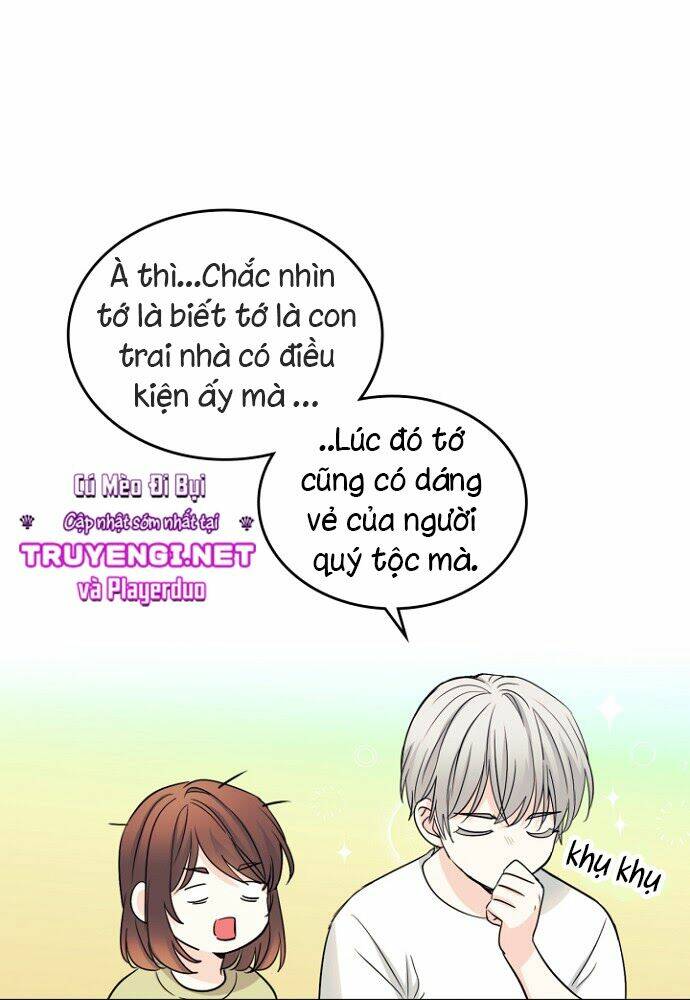 À thì...Chắc nhìn
tớ là biết tớ là con
trai nhà có điều
kiện ấy mà ...
..Lúc đó tớ
cũng có dáng
vẻ của người
quý tộc mà.
Cú Mèo Đi Bụi
Cập nhật sớm nhất tại
TRUYENGI.NET
và Playerduo
khụ khụ